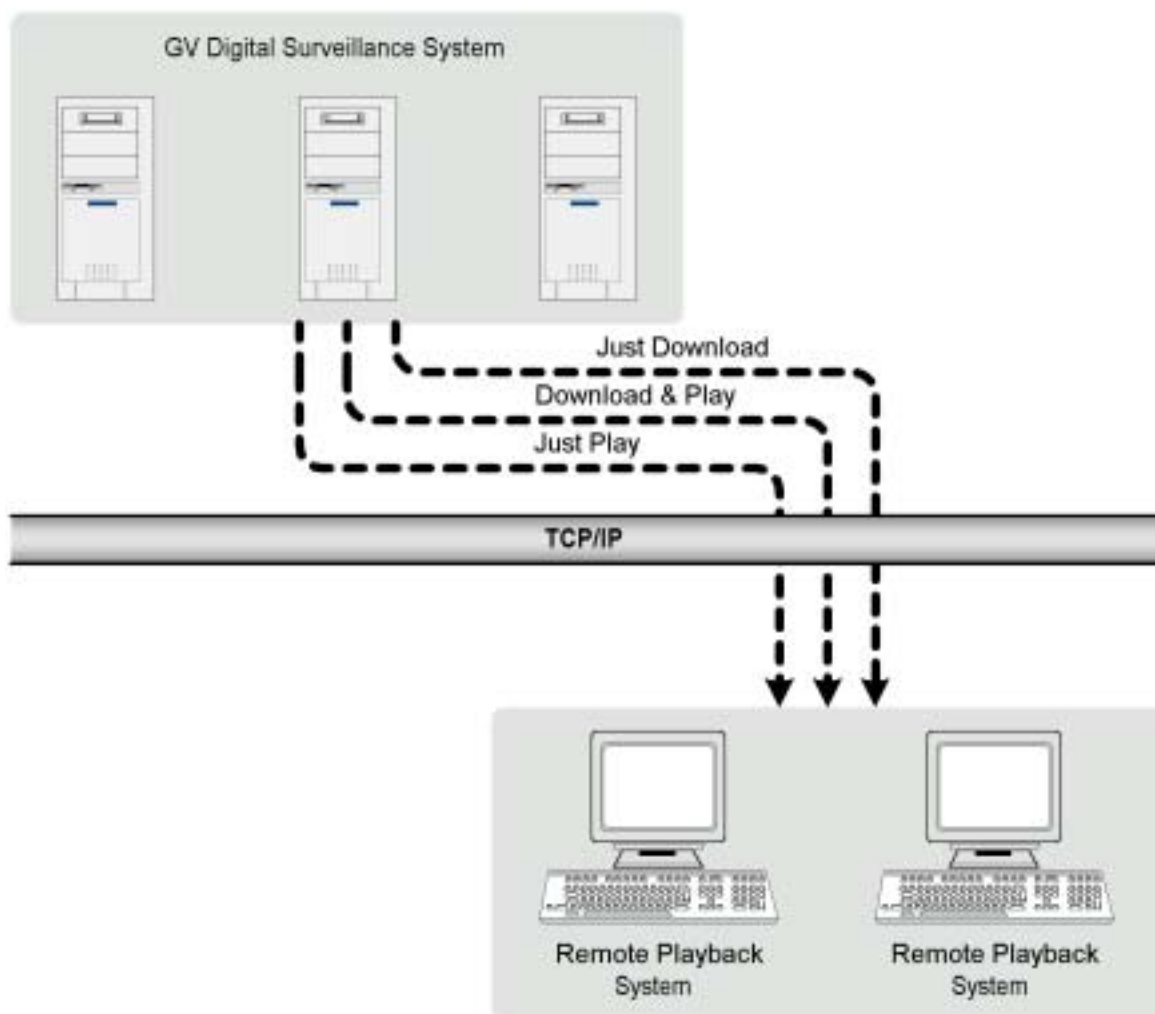 GV Digital Surveillance System
Just Download
Download & Play
Just Play
TCP/IP
Remote Playback
System
Remote Playback
System